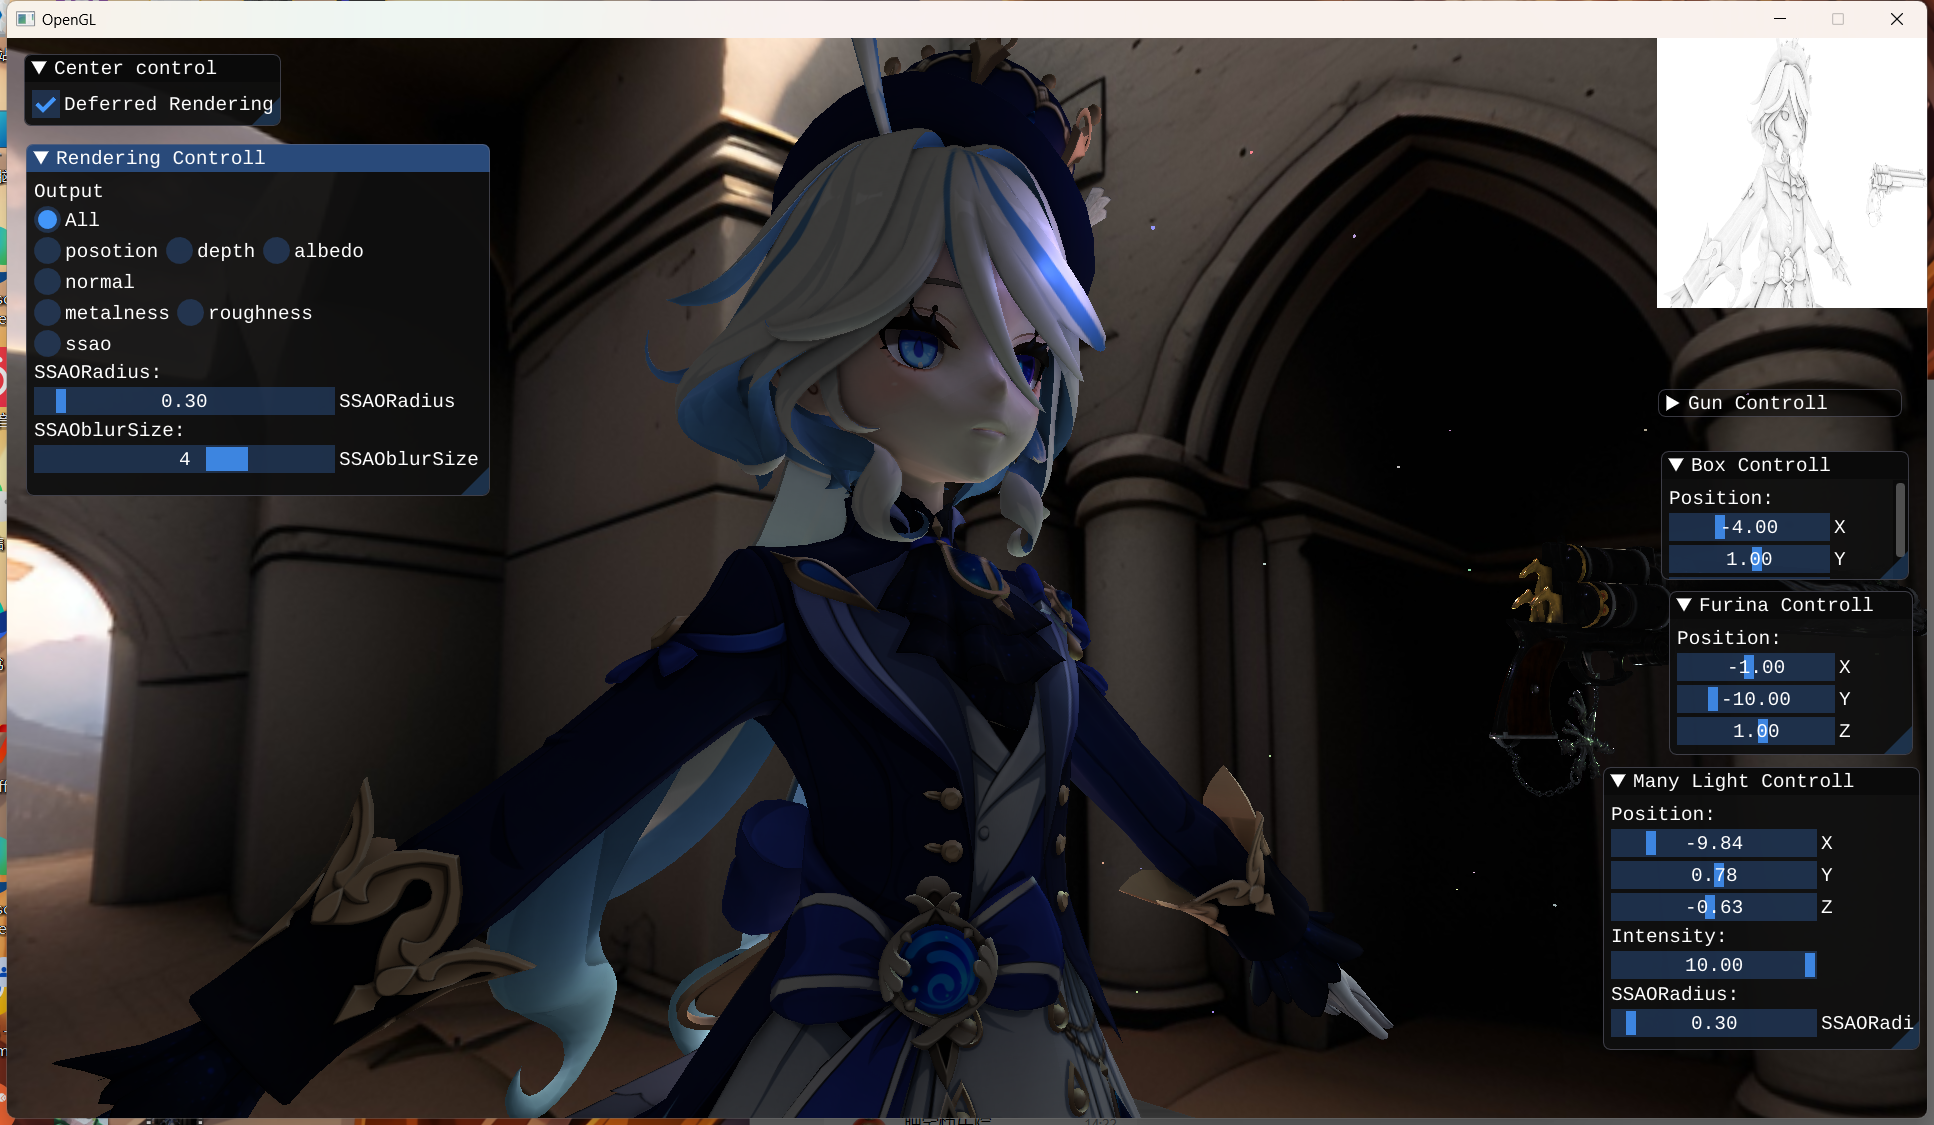 OpenGL
Center control
Deferred Rendering
Rendering Controll
Output
All
posotion depth albedo
normal
metalness roughness
ssao
SSAORadius:
0.30 SSAORadius
SSAOblurSize:
4 SSAOblurSize
Gun Controll
Box Controll
Position:
-4.00 X
1.00 Y
Furina Controll
Position:
-1.00 X
-10.00 Y
1.00 Z
Many Light Controll
Position:
-9.84 X
0.78 Y
-0.63 Z
Intensity:
10.00
SSAORadius:
0.30 SSAORadi